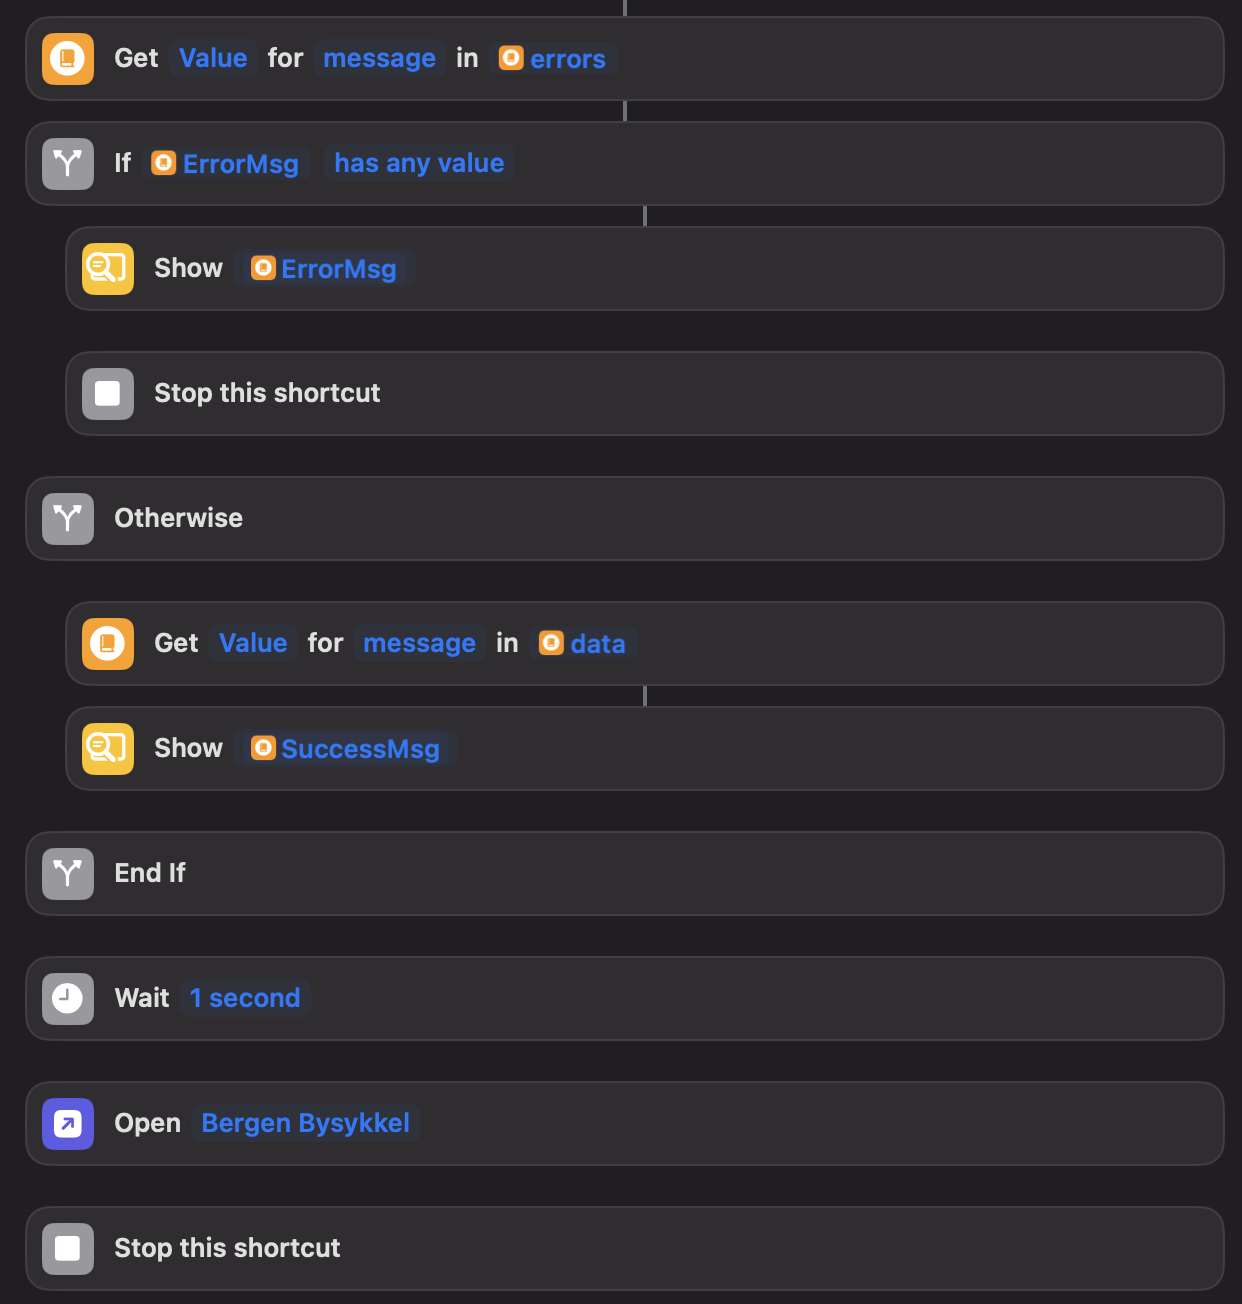 Get Value for message in errors
If ErrorMsg has any value
Show ErrorMsg
Stop this shortcut
Otherwise
Get Value for message in data
Show SuccessMsg
End If
Wait 1 second
Open Bergen Bysykkel
Stop this shortcut